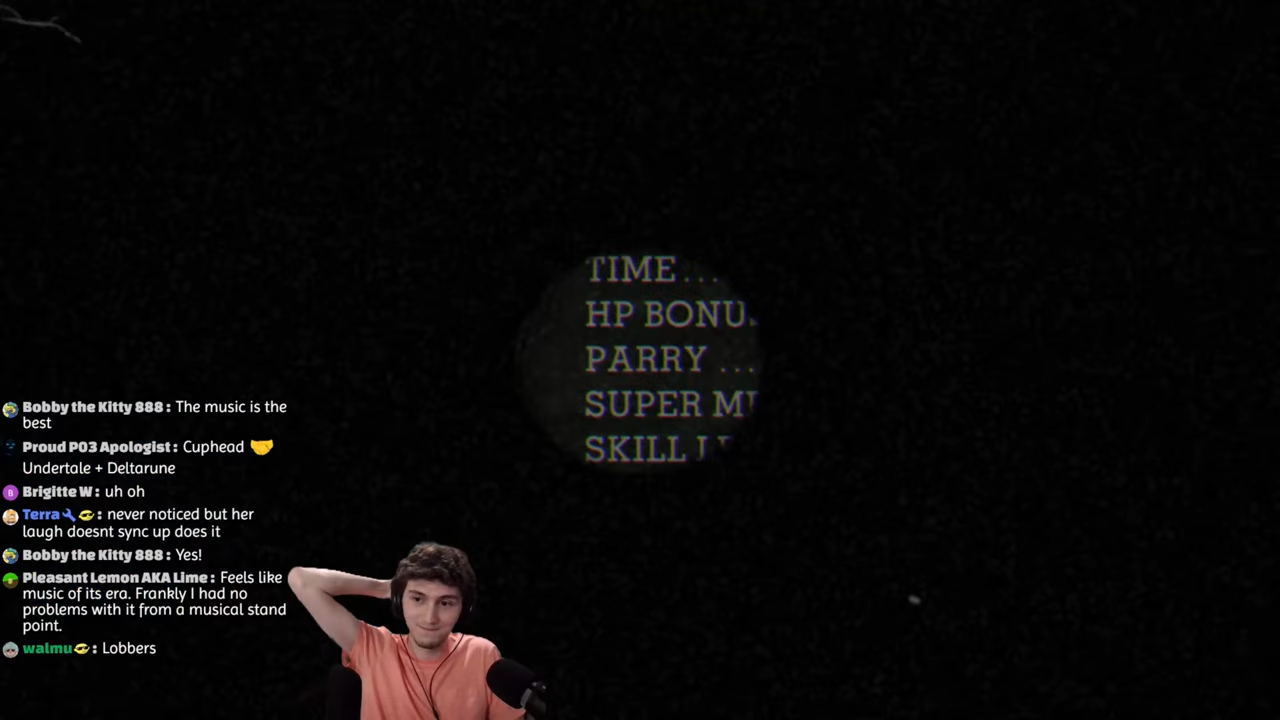 TIME . . .
HP BONU
PARRY . . .
SUPER
SKILL
Bobby the Kitty 888 : The music is the
best
Proud P03 Apologist : Cuphead 🤝
Undertale + Deltarune
Brigitte W : uh oh
Terra🔧😎 : never noticed but her
laugh doesnt sync up does it
Bobby the Kitty 888 : Yes!
Pleasant Lemon AKA Lime : Feels like
music of its era. Frankly I had no
problems with it from a musical stand
point.
walmu😎 : Lobbers